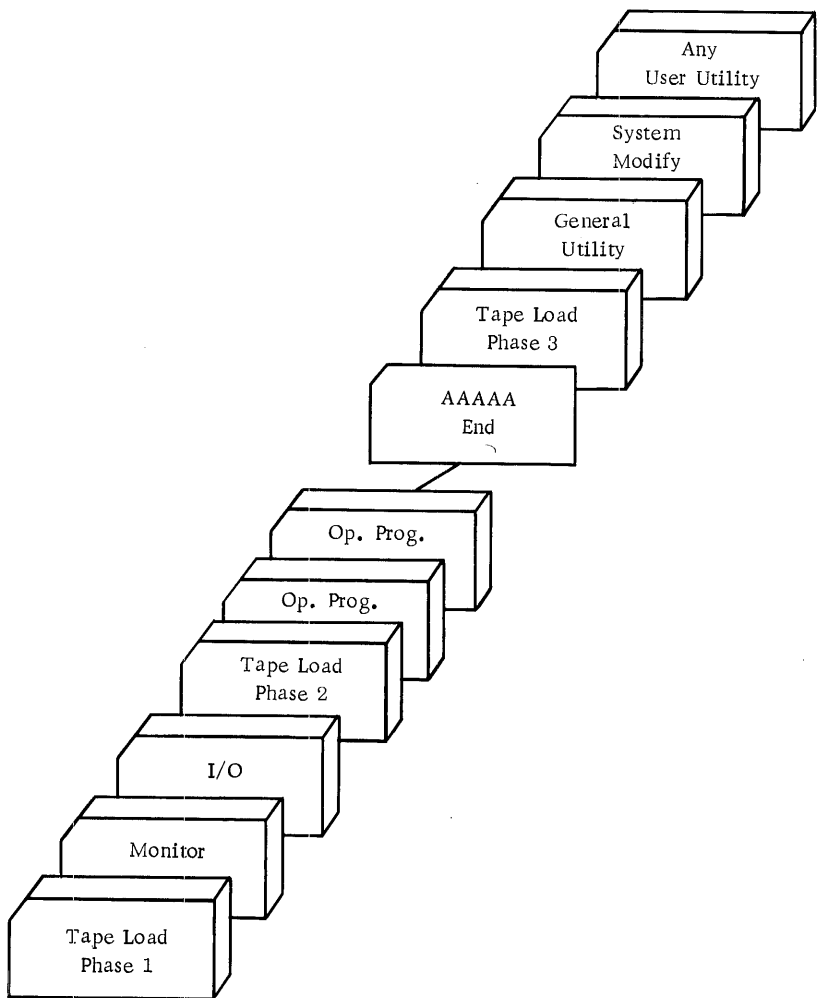 Any
User Utility
System
Modify
General
Utility
Tape Load
Phase 3
AAAAA
End
Op. Prog.
Op. Prog.
Tape Load
Phase 2
I/O
Monitor
Tape Load
Phase 1